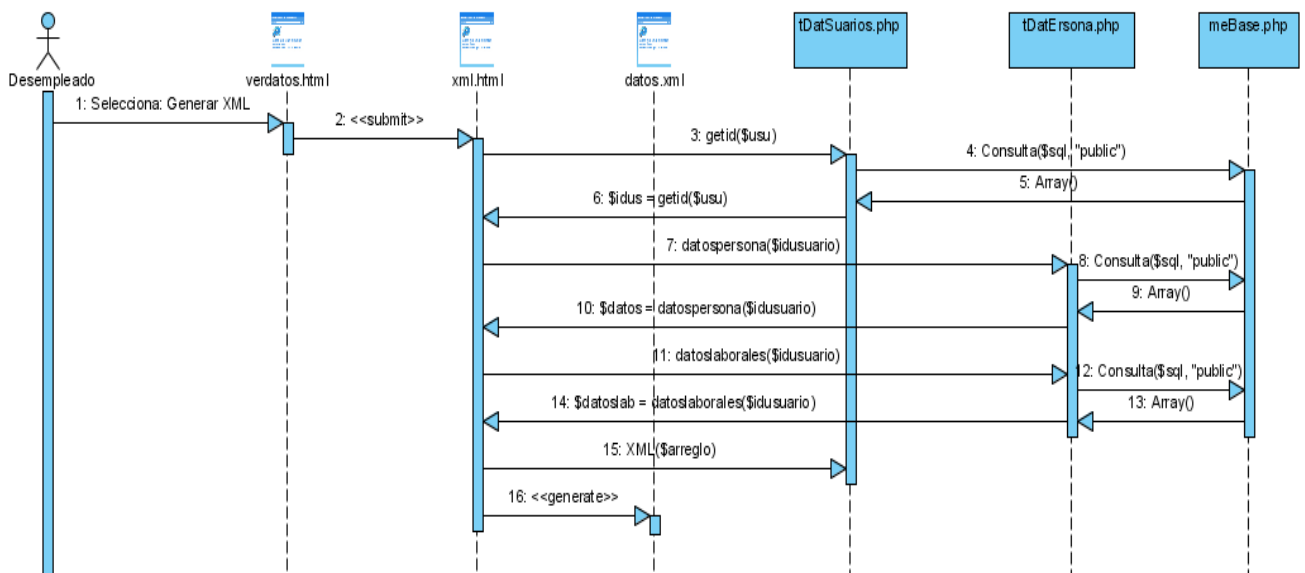 tDatSuarios.php
tDatErsona.php
meBase.php
Desempleado
verdatos.html
xml.html
datos.xml
1: Selecciona: Generar XML
2: <<submit>>
3: getid($usu)
4: Consulta($sql, "public")
5: Array()
6: $idus = getid($usu)
7: datospersona($idusuario)
8: Consulta($sql, "public")
9: Array()
10: $datos = datospersona($idusuario)
11: datoslaborales($idusuario)
12: Consulta($sql, "public")
13: Array()
14: $datoslab = datoslaborales($idusuario)
15: XML($arreglo)
16: <<generate>>